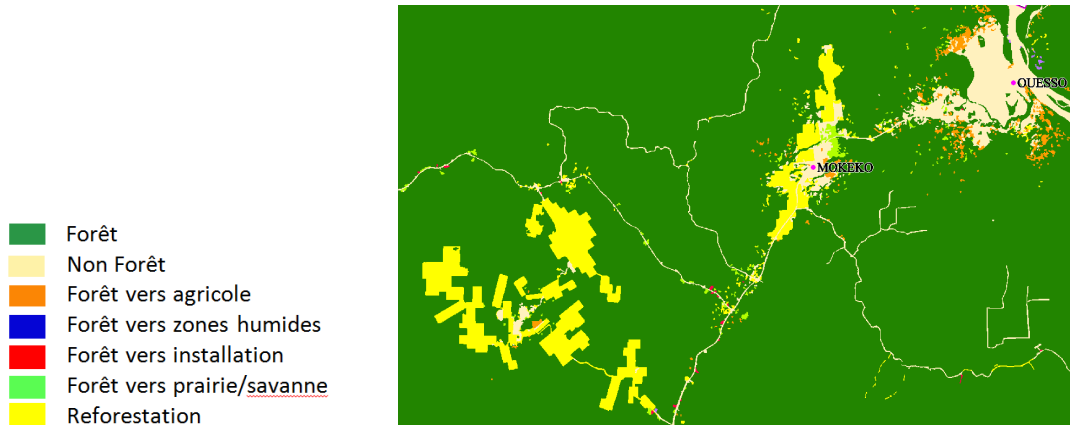 Forêt
Non Forêt
Forêt vers agricole
Forêt vers zones humides
Forêt vers installation
Forêt vers prairie/savanne
Reforestation
OUESSO
MOKEKO